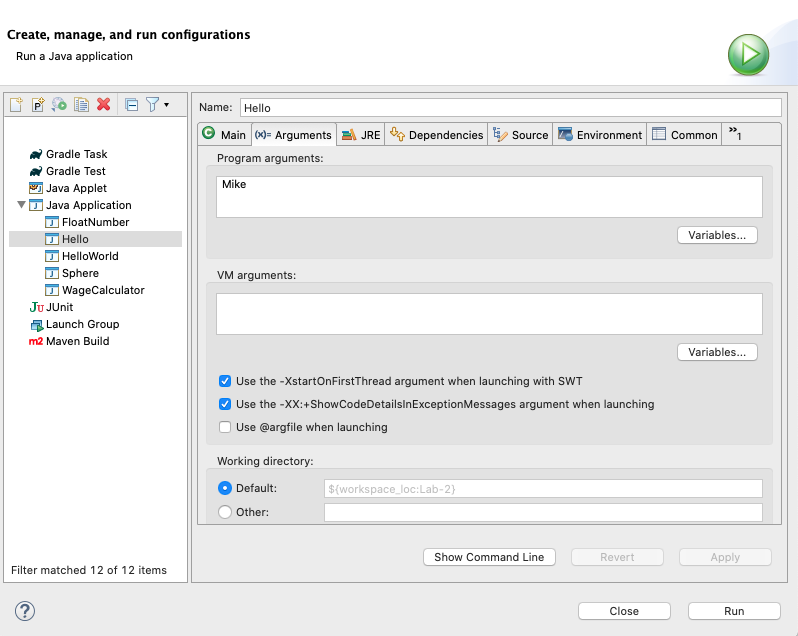 Create, manage, and run configurations
Run a Java application
Name: Hello
Main (x)= Arguments JRE Dependencies Source Environment Common »1
Gradle Task
Gradle Test
Java Applet
Java Application
FloatNumber
Hello
HelloWorld
Sphere
WageCalculator
JU JUnit
Launch Group
m2 Maven Build
Filter matched 12 of 12 items
Program arguments:
Mike
Variables...
VM arguments:
Variables...
Use the -XstartOnFirstThread argument when launching with SWT
Use the -XX:+ShowCodeDetailsInExceptionMessages argument when launching
Use @argfile when launching
Working directory:
Default: ${workspace_loc:Lab-2}
Other:
Show Command Line Revert Apply
? Close Run